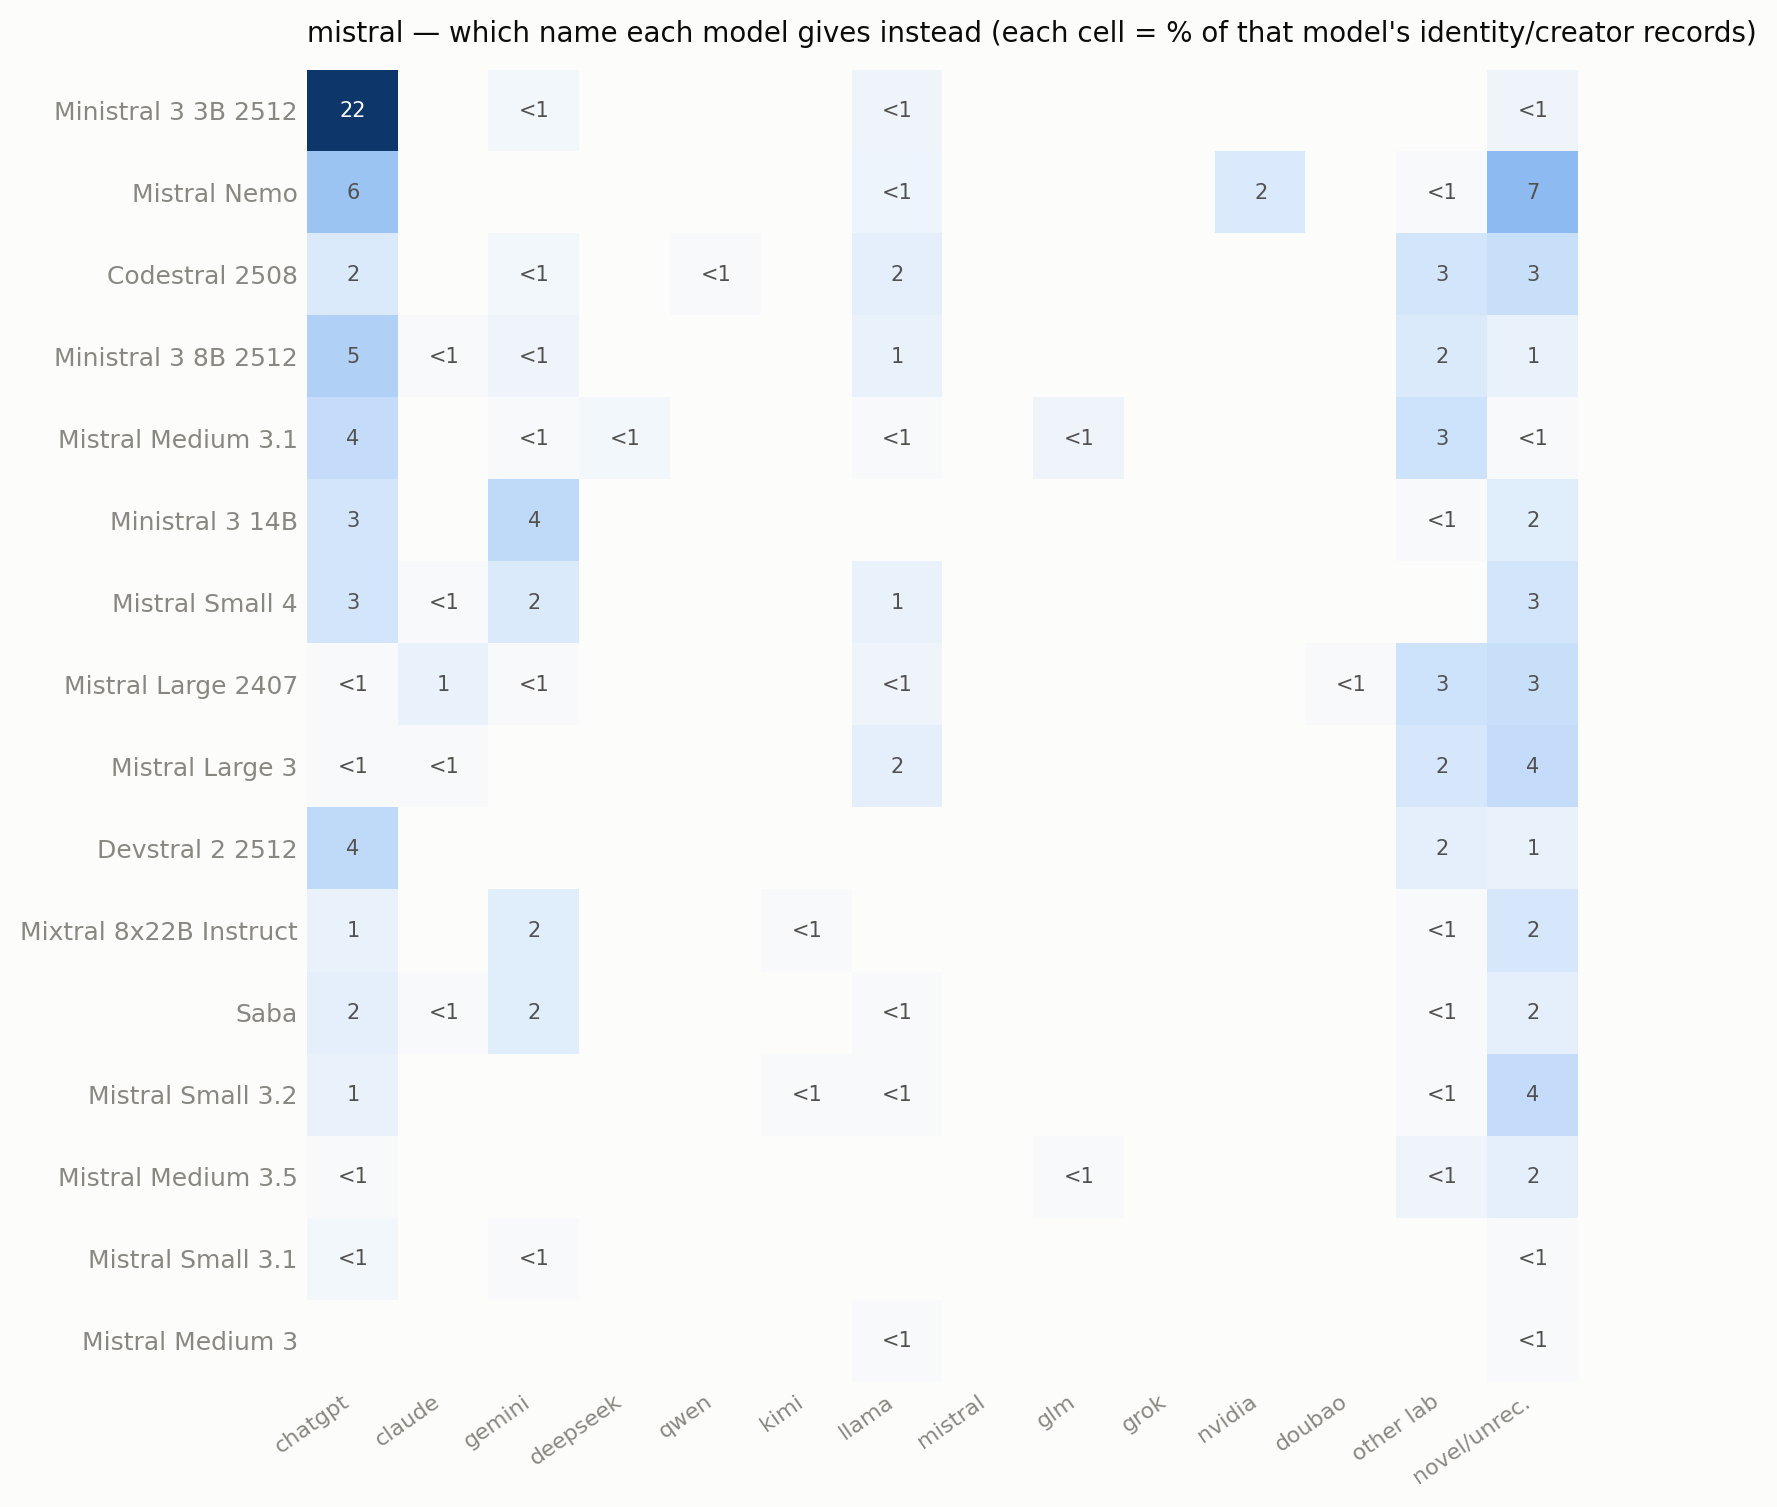 mistral — which name each model gives instead (each cell = % of that model's identity/creator records)
Ministral 3 3B 2512 22 <1 <1 <1
Mistral Nemo 6 <1 2 <1 7
Codestral 2508 2 <1 <1 2 3 3
Ministral 3 8B 2512 5 <1 <1 1 2 1
Mistral Medium 3.1 4 <1 <1 <1 <1 3 <1
Ministral 3 14B 3 4 <1 2
Mistral Small 4 3 <1 2 1 3
Mistral Large 2407 <1 1 <1 <1 <1 3 3
Mistral Large 3 <1 <1 2 2 4
Devstral 2 2512 4 2 1
Mixtral 8x22B Instruct 1 2 <1 <1 2
Saba 2 <1 2 <1 <1 2
Mistral Small 3.2 1 <1 <1 <1 4
Mistral Medium 3.5 <1 <1 <1 2
Mistral Small 3.1 <1 <1 <1
Mistral Medium 3 <1 <1
chatgpt claude gemini deepseek qwen kimi llama mistral glm grok nvidia doubao other lab novel/unrec.